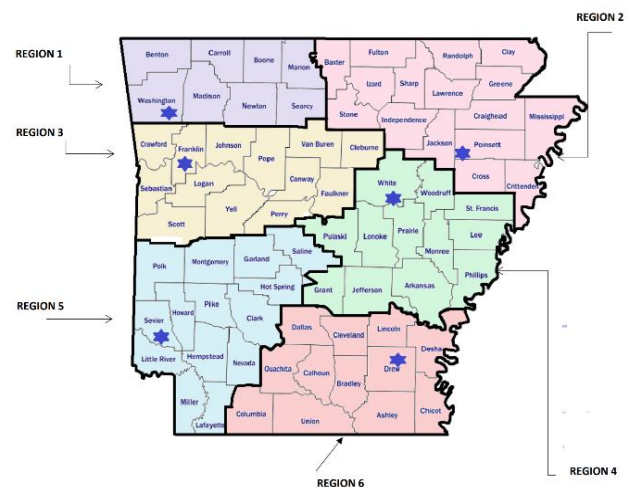 REGION 1
REGION 2
REGION 3
REGION 4
REGION 5
REGION 6
Benton
Carroll
Boone
Marion
Washington
Madison
Newton
Searcy
Baxter
Fulton
Randolph
Clay
Izard
Sharp
Lawrence
Greene
Stone
Independence
Craighead
Mississippi
Jackson
Poinsett
Cross
Crittenden
Crawford
Franklin
Johnson
Pope
Van Buren
Cleburne
Sebastian
Logan
Conway
Faulkner
Scott
Yell
Perry
White
Woodruff
St. Francis
Pulaski
Lonoke
Prairie
Monroe
Lee
Phillips
Grant
Jefferson
Arkansas
Polk
Montgomery
Garland
Saline
Hot Spring
Sevier
Howard
Pike
Clark
Little River
Hempstead
Nevada
Miller
Lafayette
Dallas
Cleveland
Lincoln
Desha
Ouachita
Calhoun
Bradley
Drew
Columbia
Union
Ashley
Chicot